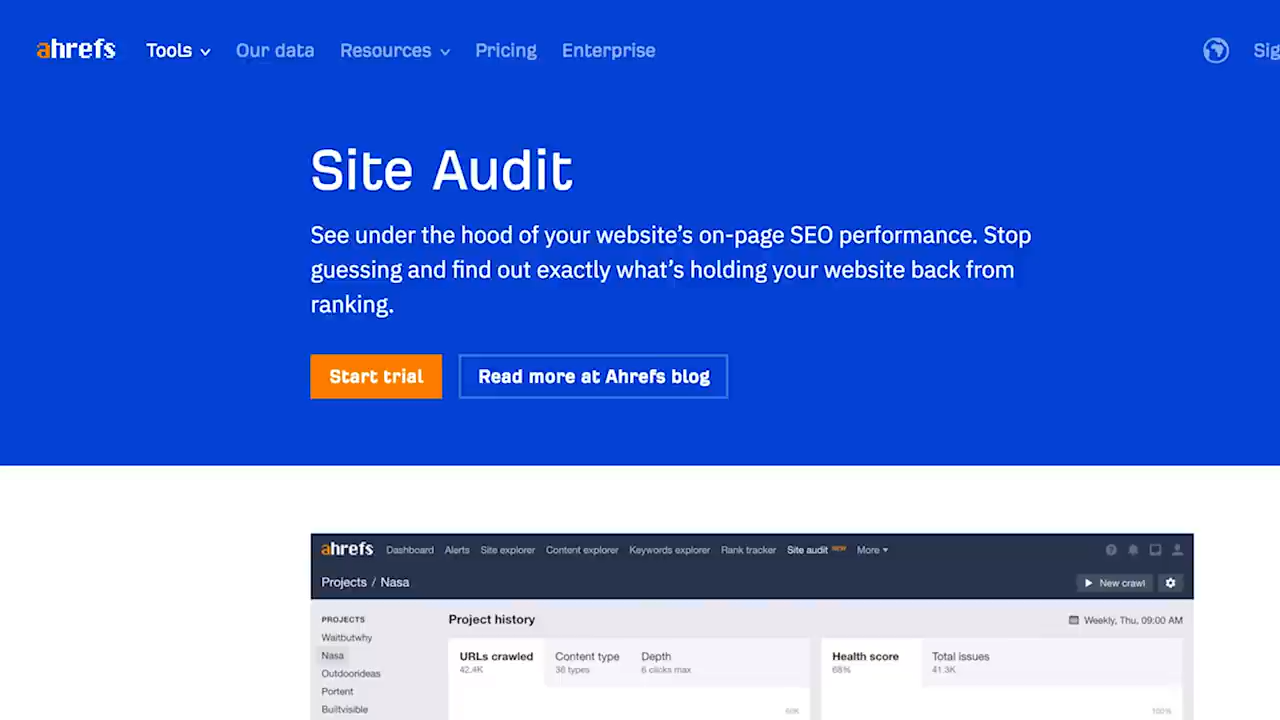 ahrefs Tools Our data Resources Pricing Enterprise Sig
Site Audit
See under the hood of your website's on-page SEO performance. Stop
guessing and find out exactly what's holding your website back from
ranking.
Start trial Read more at Ahrefs blog
ahrefs Dashboard Alerts Site explorer Content explorer Keywords explorer Rank tracker Site audit NEW More
Projects / Nasa New crawl
PROJECTS
Waitbutwhy
Nasa
Outdoorideas
Portent
Builtvisible
Project history Weekly, Thu, 09:00 AM
URLs crawled Content type Depth
42.4K 36 types 6 clicks max
60K
Health score Total issues
68% 41.3K
100%